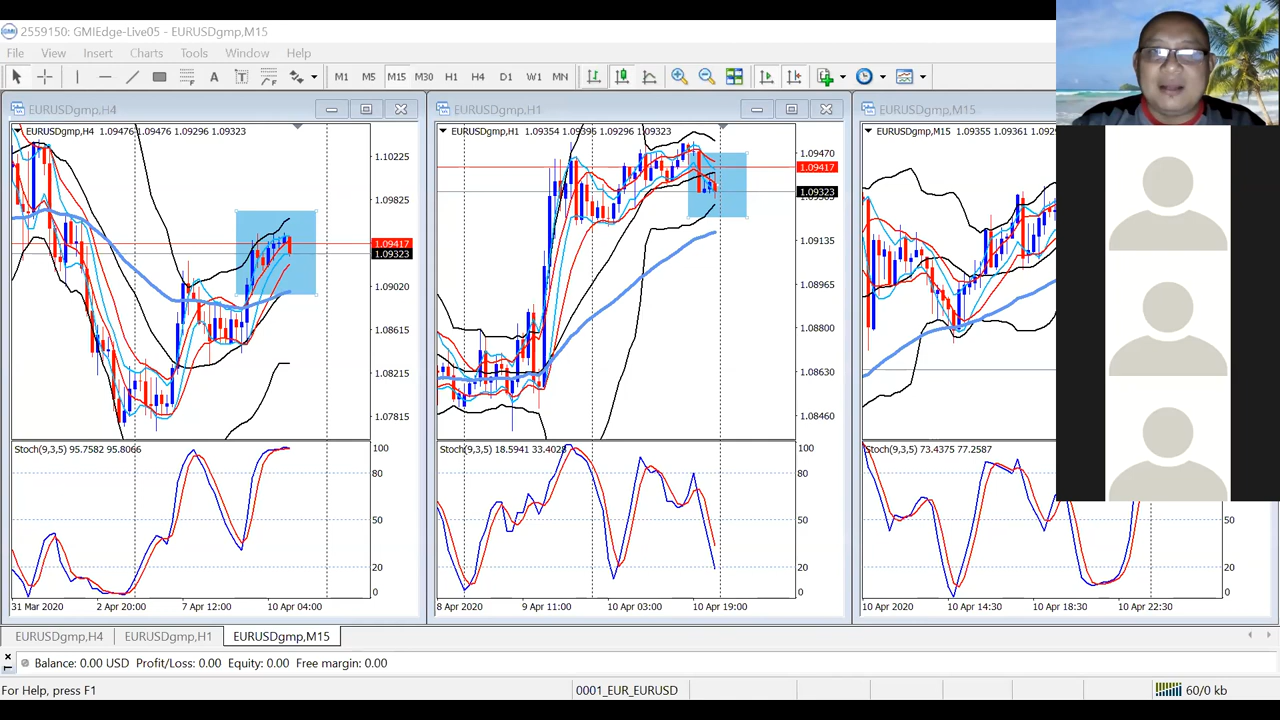 2559150: GMIEdge-Live05 - EURUSDgmp,M15
File View Insert Charts Tools Window Help
A T M1 M5 M15 M30 H1 H4 D1 W1 MN
EURUSDgmp,H4
EURUSDgmp,H4 1.09476 1.09476 1.09296 1.09323
1.10225
1.09825
1.09417
1.09323
1.09020
1.08615
1.08215
1.07815
Stoch(9,3,5) 95.7582 95.8066
100
80
50
20
0
31 Mar 2020 2 Apr 20:00 7 Apr 12:00 10 Apr 04:00
EURUSDgmp,H1
EURUSDgmp,H1 1.09354 1.09396 1.09296 1.09323
1.09470
1.09417
1.09323
1.09135
1.08965
1.08800
1.08630
1.08460
Stoch(9,3,5) 18.5941 33.4028
100
80
50
20
0
8 Apr 2020 9 Apr 11:00 10 Apr 03:00 10 Apr 19:00
EURUSDgmp,M15
EURUSDgmp,M15 1.09355 1.09361
Stoch(9,3,5) 73.4375 77.2587
50
20
0
10 Apr 2020 10 Apr 14:30 10 Apr 18:30 10 Apr 22:30
EURUSDgmp,H4 EURUSDgmp,H1 EURUSDgmp,M15
Balance: 0.00 USD Profit/Loss: 0.00 Equity: 0.00 Free margin: 0.00
For Help, press F1 0001_EUR_EURUSD 60/0 kb